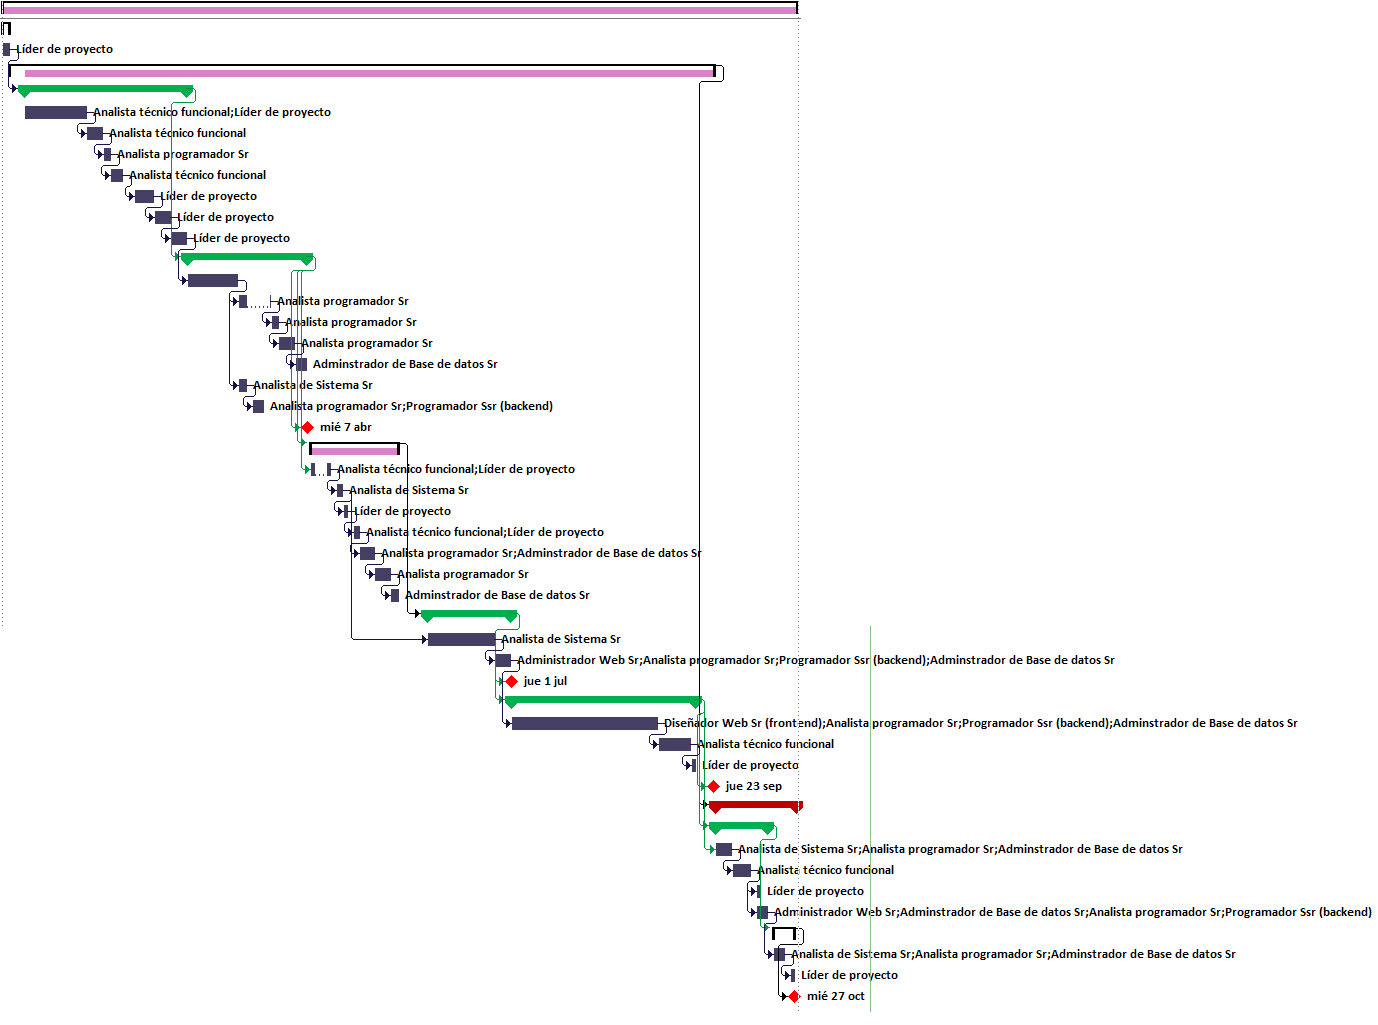 Líder de proyecto
Analista técnico funcional;Líder de proyecto
Analista técnico funcional
Analista programador Sr
Analista técnico funcional
Líder de proyecto
Líder de proyecto
Líder de proyecto
Analista programador Sr
Analista programador Sr
Analista programador Sr
Adminstrador de Base de datos Sr
Analista de Sistema Sr
Analista programador Sr;Programador Ssr (backend)
mié 7 abr
Analista técnico funcional;Líder de proyecto
Analista de Sistema Sr
Líder de proyecto
Analista técnico funcional;Líder de proyecto
Analista programador Sr;Adminstrador de Base de datos Sr
Analista programador Sr
Adminstrador de Base de datos Sr
Analista de Sistema Sr
Administrador Web Sr;Analista programador Sr;Programador Ssr (backend);Adminstrador de Base de datos Sr
jue 1 jul
Diseñador Web Sr (frontend);Analista programador Sr;Programador Ssr (backend);Adminstrador de Base de datos Sr
Analista técnico funcional
Líder de proyecto
jue 23 sep
Analista de Sistema Sr;Analista programador Sr;Adminstrador de Base de datos Sr
Analista técnico funcional
Líder de proyecto
Administrador Web Sr;Adminstrador de Base de datos Sr;Analista programador Sr;Programador Ssr (backend)
Analista de Sistema Sr;Analista programador Sr;Adminstrador de Base de datos Sr
Líder de proyecto
mié 27 oct